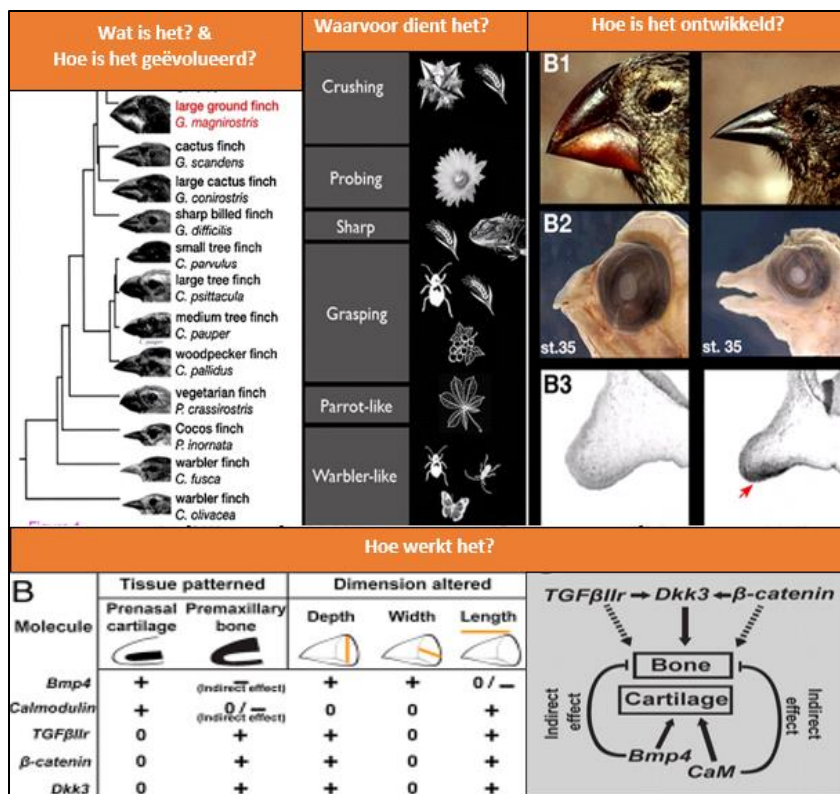 Wat is het? &
Hoe is het geëvolueerd?
large ground finch
G. magnirostris
cactus finch
G. scandens
large cactus finch
G. conirostris
sharp billed finch
G. difficilis
small tree finch
C. parvulus
large tree finch
C. psittacula
medium tree finch
C. pauper
woodpecker finch
C. pallidus
vegetarian finch
P. crassirostris
Cocos finch
P. inornata
warbler finch
C. fusca
warbler finch
C. olivacea
Waarvoor dient het?
Crushing
Probing
Sharp
Grasping
Parrot-like
Warbler-like
Hoe is het ontwikkeld?
B1
B2
st.35
st. 35
B3
Hoe werkt het?
B
Tissue patterned
Dimension altered
Molecule
Prenasal
cartilage
Premaxillary
bone
Depth
Width
Length
Bmp4 + – + + 0 / –
(Indirect effect)
Calmodulin + 0 / – 0 0 +
(Indirect effect)
TGFβIIr 0 + + 0 +
β-catenin 0 + + 0 +
Dkk3 0 + + 0 +
TGFβIIr Dkk3 β-catenin
Bone
Cartilage
Indirect
effect
Indirect
effect
Bmp4
CaM